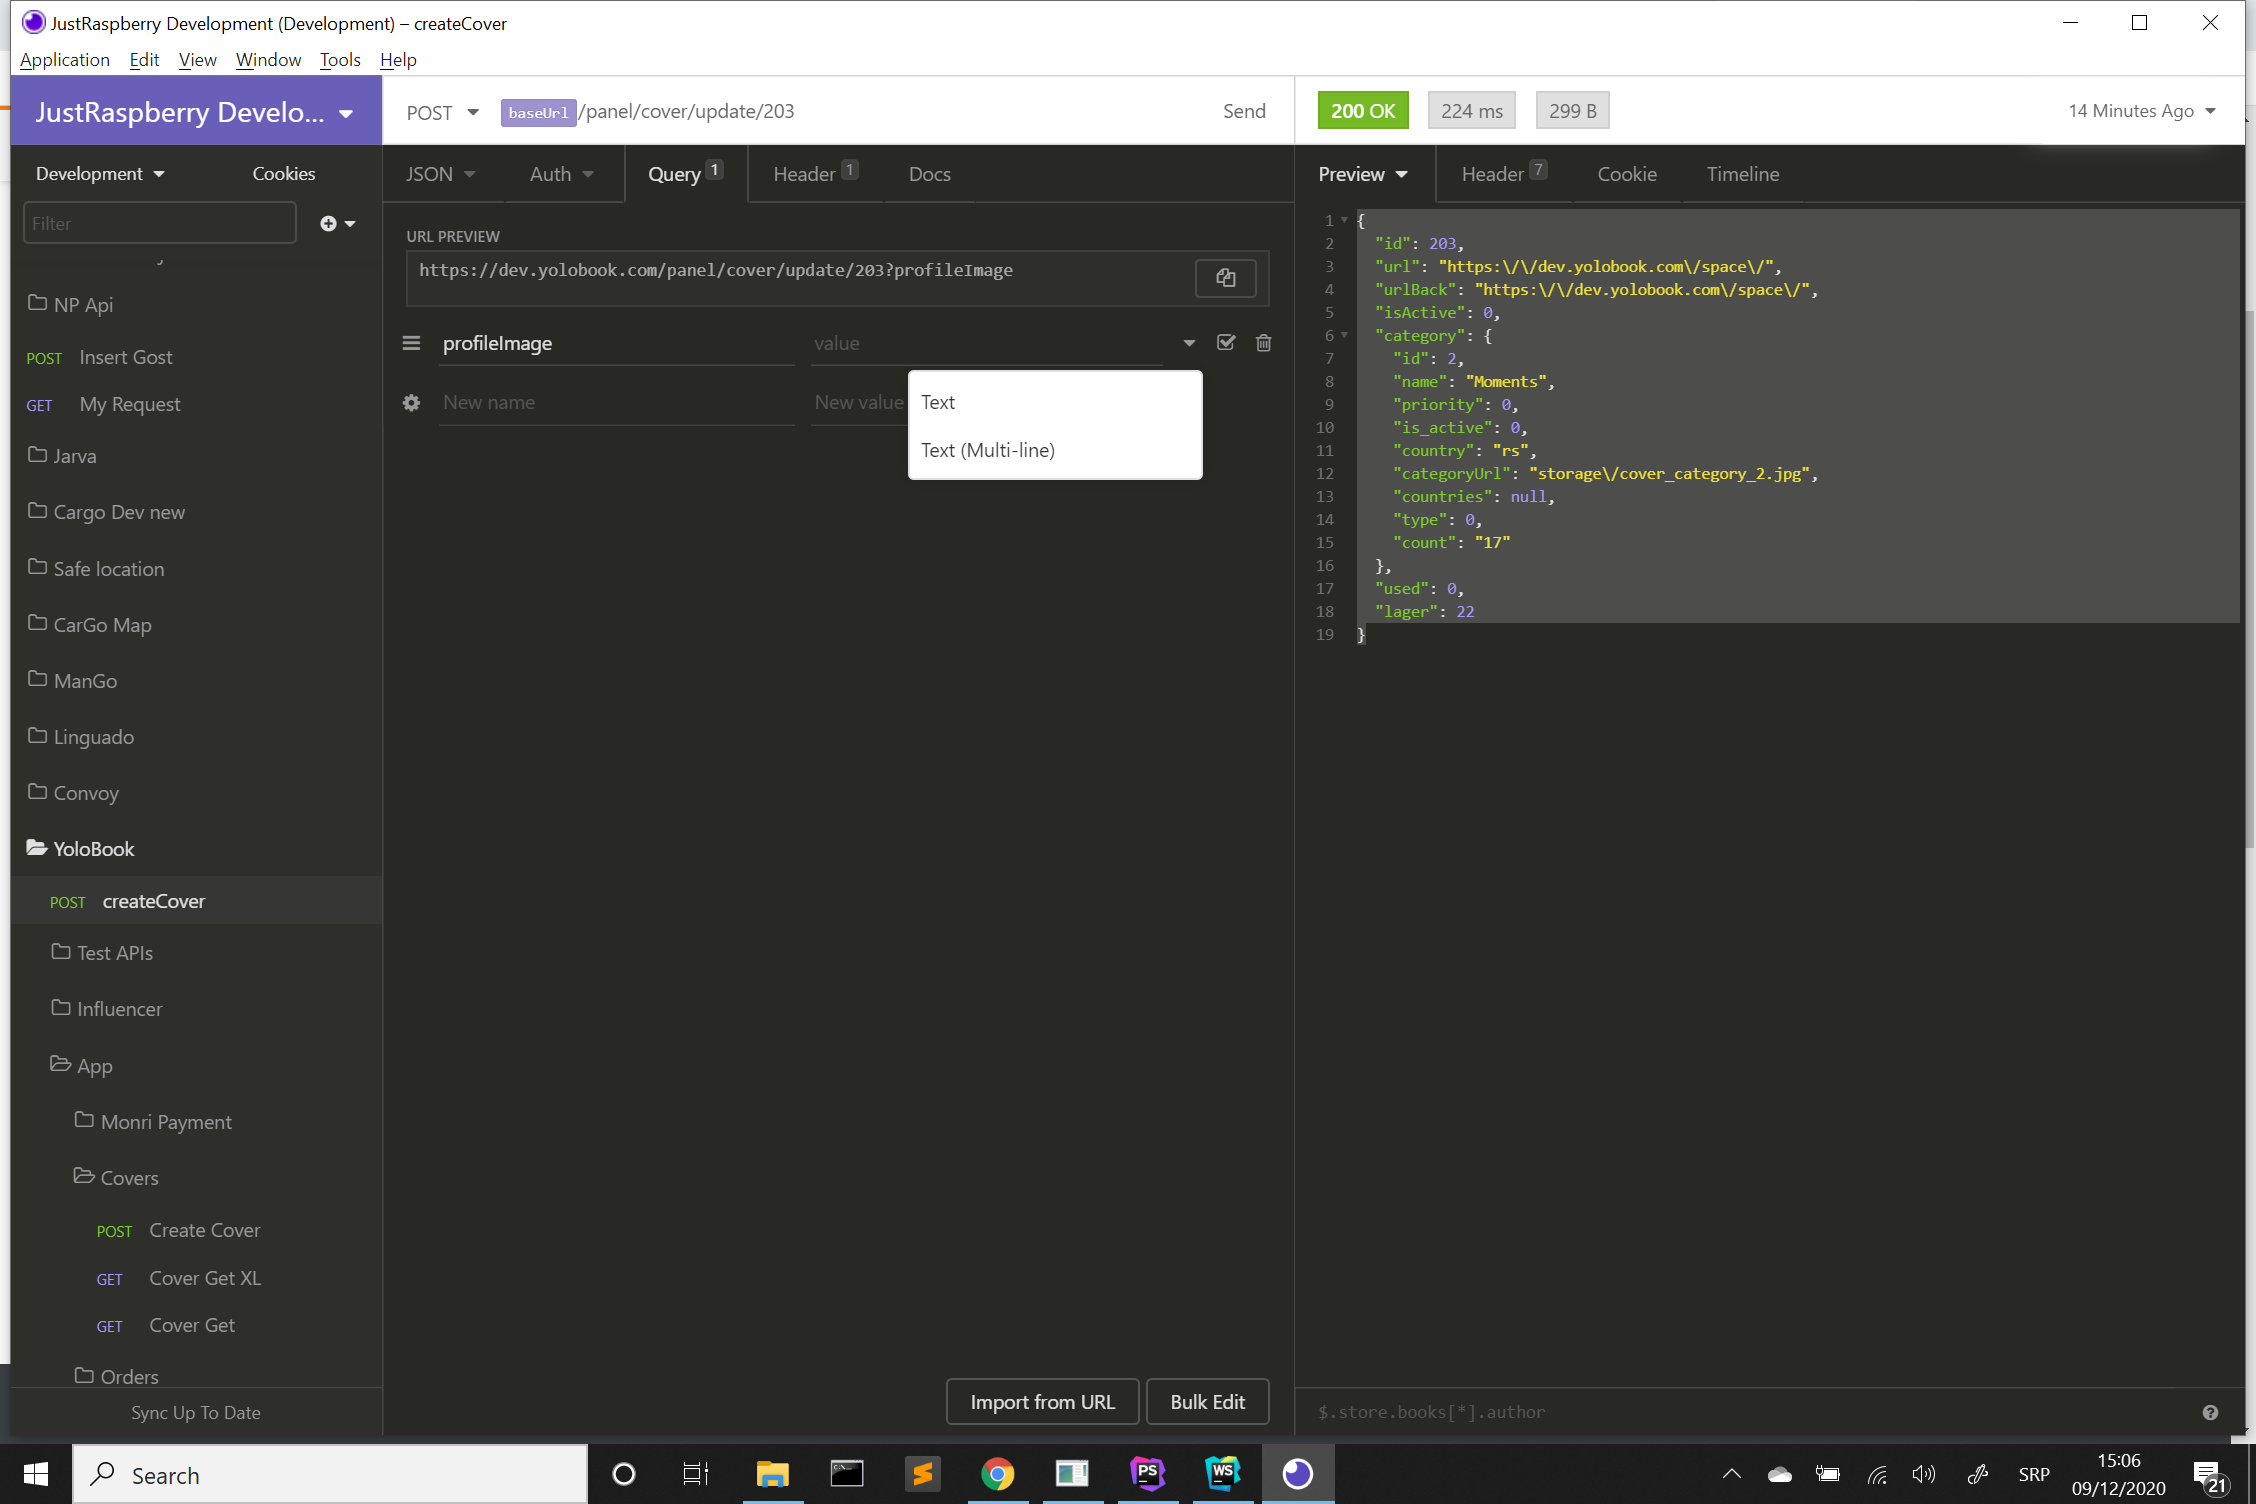 JustRaspberry Development (Development) – createCover
Application Edit View Window Tools Help
JustRaspberry Develo...
POST baseUrl/panel/cover/update/203 Send
200 OK 224 ms 299 B 14 Minutes Ago
Development Cookies
Filter
NP Api
POST Insert Gost
GET My Request
Jarva
Cargo Dev new
Safe location
CarGo Map
ManGo
Linguado
Convoy
YoloBook
POST createCover
Test APIs
Influencer
App
Monri Payment
Covers
POST Create Cover
GET Cover Get XL
GET Cover Get
Orders
Sync Up To Date
JSON Auth Query 1 Header 1 Docs
URL PREVIEW
https://dev.yolobook.com/panel/cover/update/203?profileImage
profileImage value
New name New value
Text
Text (Multi-line)
Import from URL Bulk Edit
Preview Header 7 Cookie Timeline
1 {
2 "id": 203,
3 "url": "https:\/\/dev.yolobook.com\/space\/",
4 "urlBack": "https:\/\/dev.yolobook.com\/space\/",
5 "isActive": 0,
6 "category": {
7 "id": 2,
8 "name": "Moments",
9 "priority": 0,
10 "is_active": 0,
11 "country": "rs",
12 "categoryUrl": "storage\/cover_category_2.jpg",
13 "countries": null,
14 "type": 0,
15 "count": "17"
16 },
17 "used": 0,
18 "lager": 22
19 }
$.store.books[*].author
Search
PS
WS
SRP
15:06
09/12/2020
21